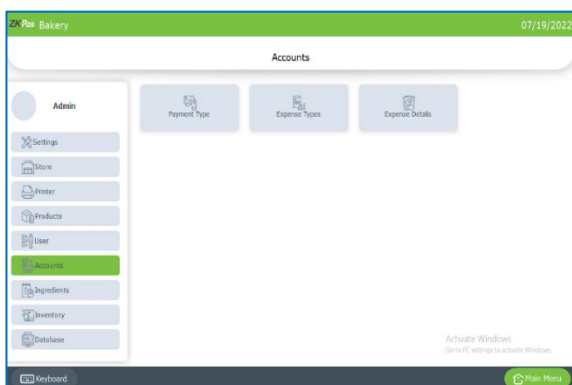 ZKPos Bakery
07/19/2022
Accounts
Admin
Payment Type
Expense Types
Expense Details
Settings
Store
Printer
Products
User
Accounts
Ingredients
Inventory
Database
Activate Windows
Go to PC settings to activate Windows.
Keyboard
Main Menu